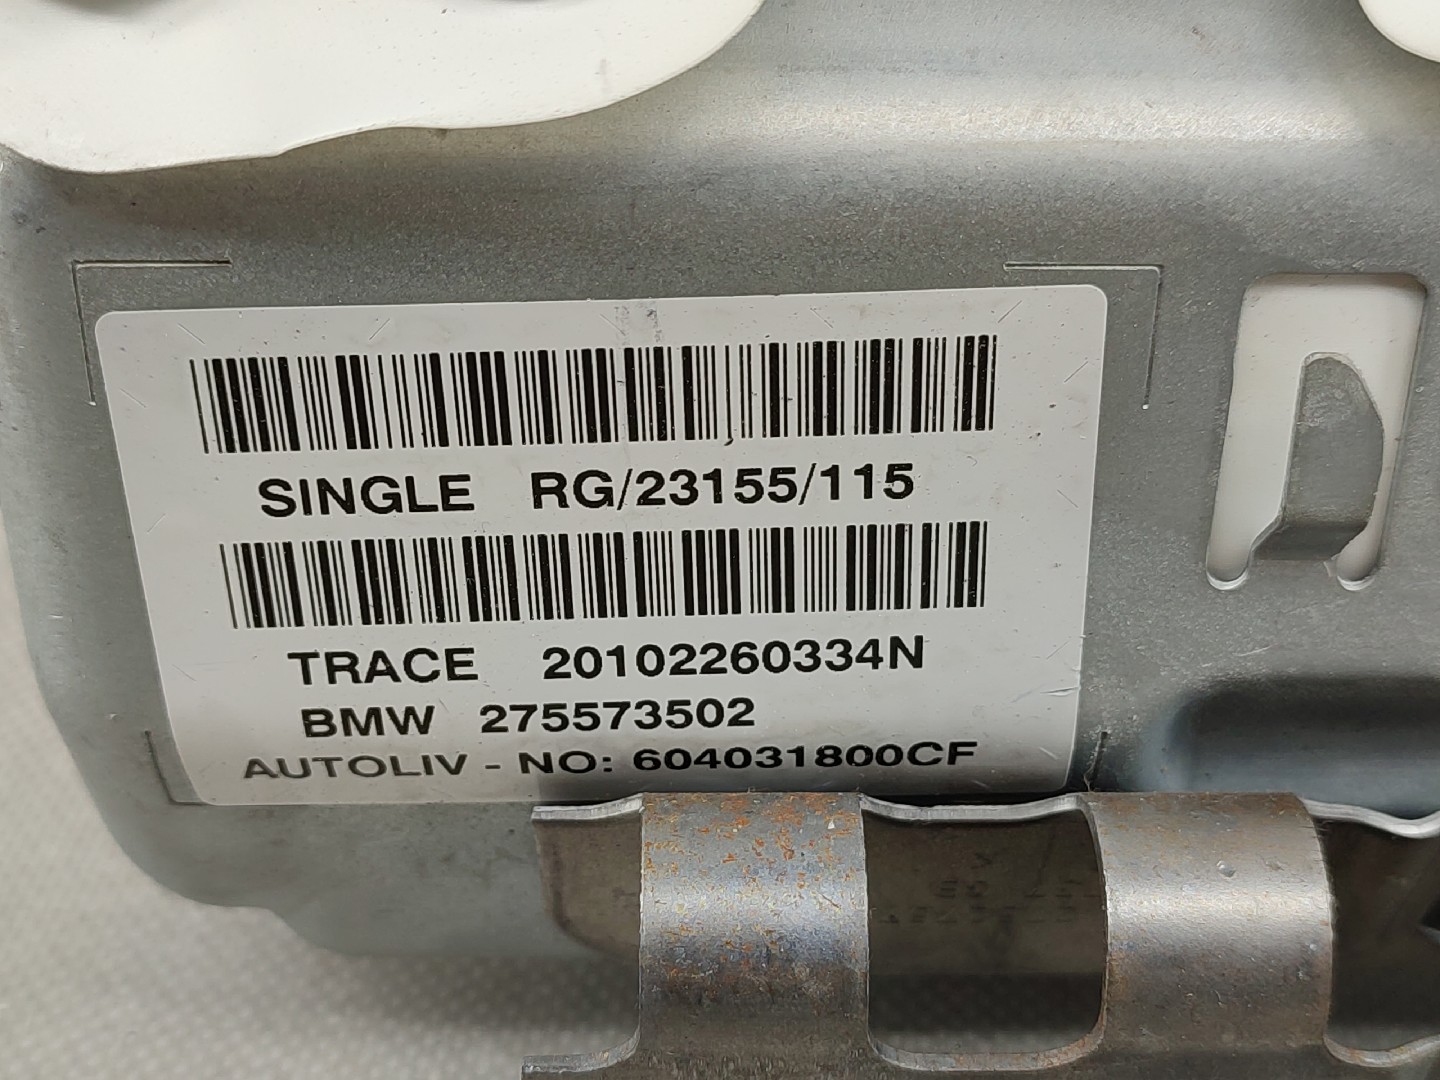 SINGLE RG/23155/115
TRACE 20102260334N
BMW 275573502
AUTOLIV - NO: 604031800CF